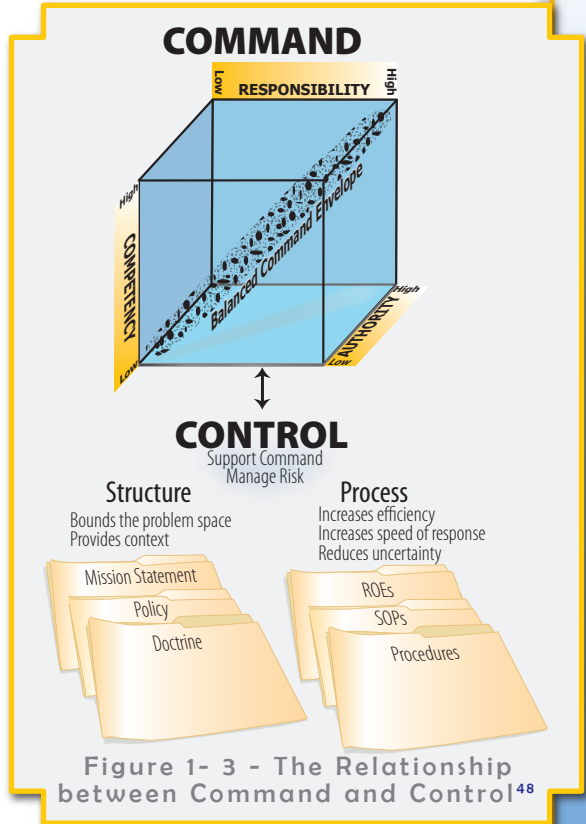 COMMAND
Low RESPONSIBILITY High
High
COMPETENCY
Low
Balanced Command Envelope
High
AUTHORITY
Low
CONTROL
Support Command
Manage Risk
Structure
Bounds the problem space
Provides context
Mission Statement
Policy
Doctrine
Process
Increases efficiency
Increases speed of response
Reduces uncertainty
ROEs
SOPs
Procedures
Figure 1- 3 - The Relationship
between Command and Control48